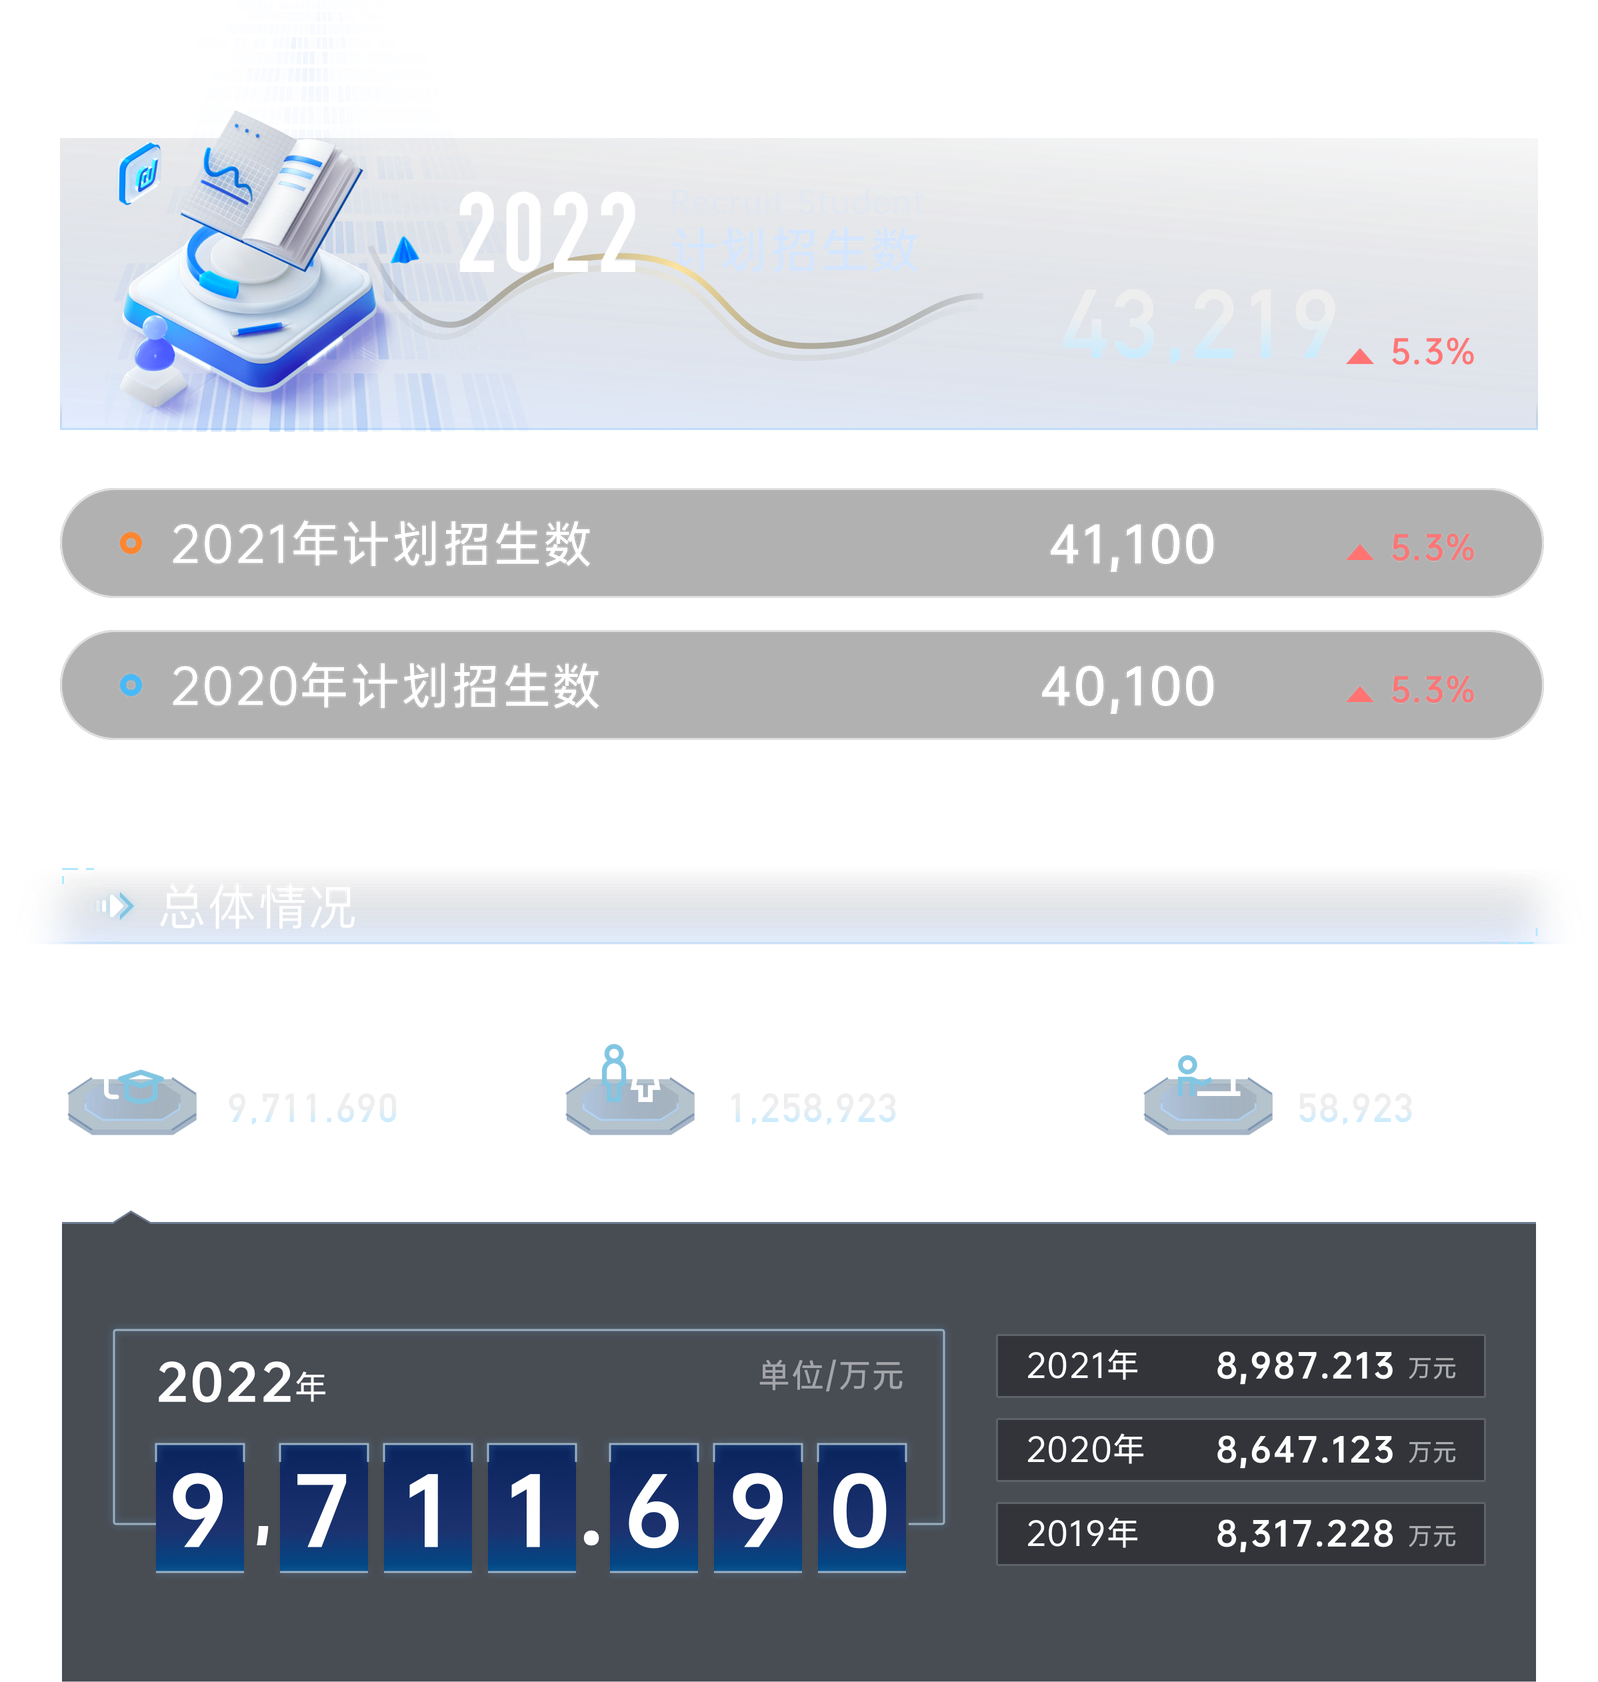 Recruit Student
2022 计划招生数
43,219 5.3%
2021年计划招生数 41,100 5.3%
2020年计划招生数 40,100 5.3%
总体情况
9,711.690 1,258,923 58,923
2022年 单位/万元
9,711.690
2021年 8,987.213 万元
2020年 8,647.123 万元
2019年 8,317.228 万元